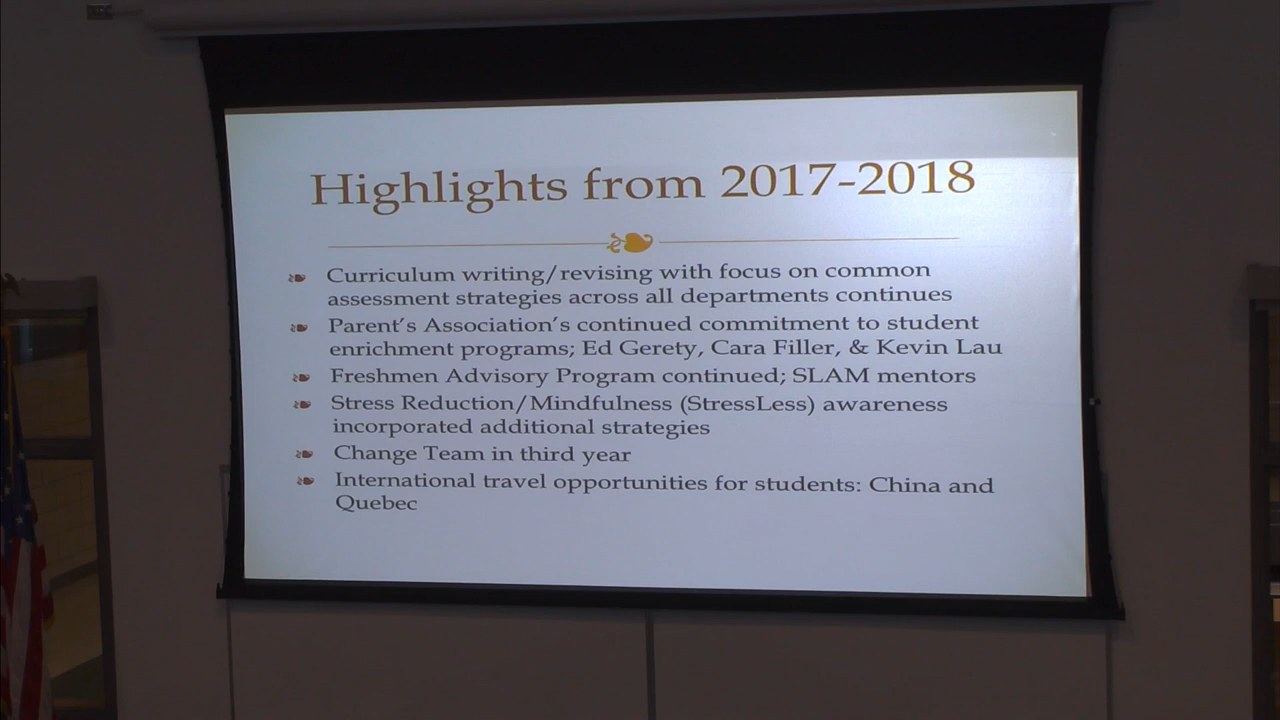 Highlights from 2017-2018
Curriculum writing/revising with focus on common
assessment strategies across all departments continues
Parent's Association's continued commitment to student
enrichment programs; Ed Gerety, Cara Filler, & Kevin Lau
Freshmen Advisory Program continued; SLAM mentors
Stress Reduction/Mindfulness (StressLess) awareness
incorporated additional strategies
Change Team in third year
International travel opportunities for students: China and
Quebec